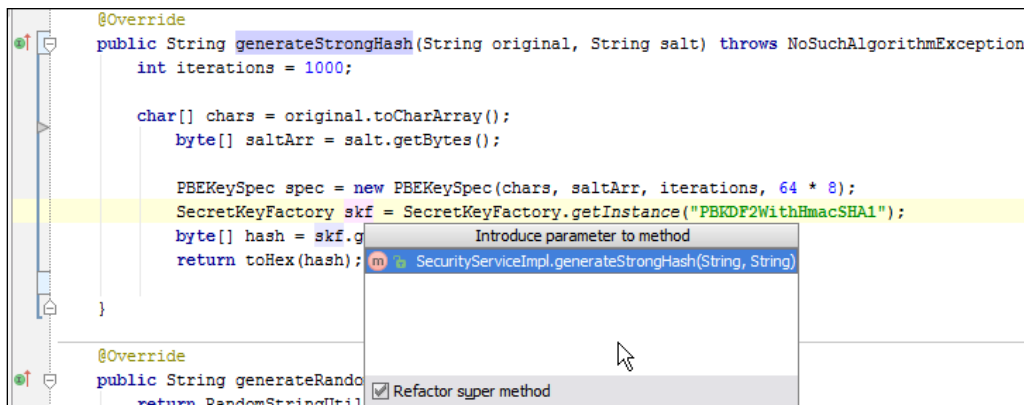 @Override
public String generateStrongHash(String original, String salt) throws NoSuchAlgorithmException
int iterations = 1000;
char[] chars = original.toCharArray();
byte[] saltArr = salt.getBytes();
PBEKeySpec spec = new PBEKeySpec(chars, saltArr, iterations, 64 * 8);
SecretKeyFactory skf = SecretKeyFactory.getInstance("PBKDF2WithHmacSHA1");
byte[] hash = skf.g
Introduce parameter to method
return toHex(hash);
m SecurityServiceImpl.generateStrongHash(String, String)
}
@Override
public String generateRando
Refactor super method
return RandomStringUtil